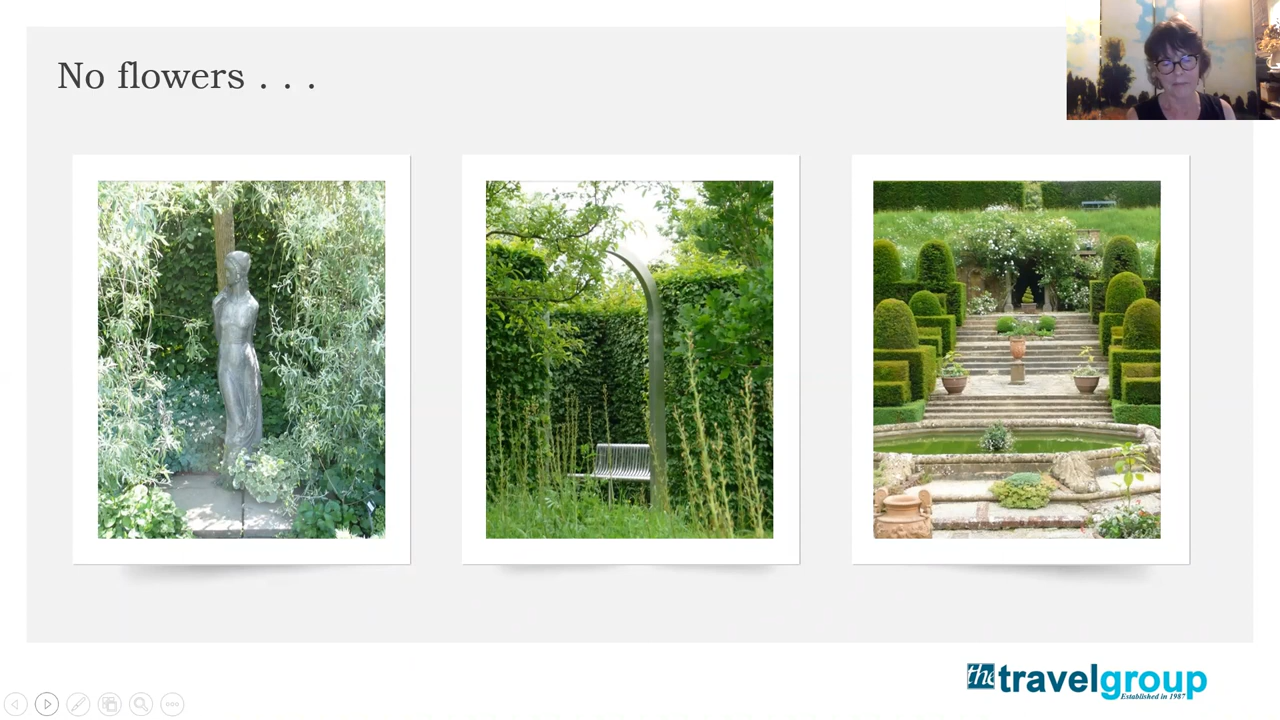 No flowers . . .
the travelgroup
Established in 1987